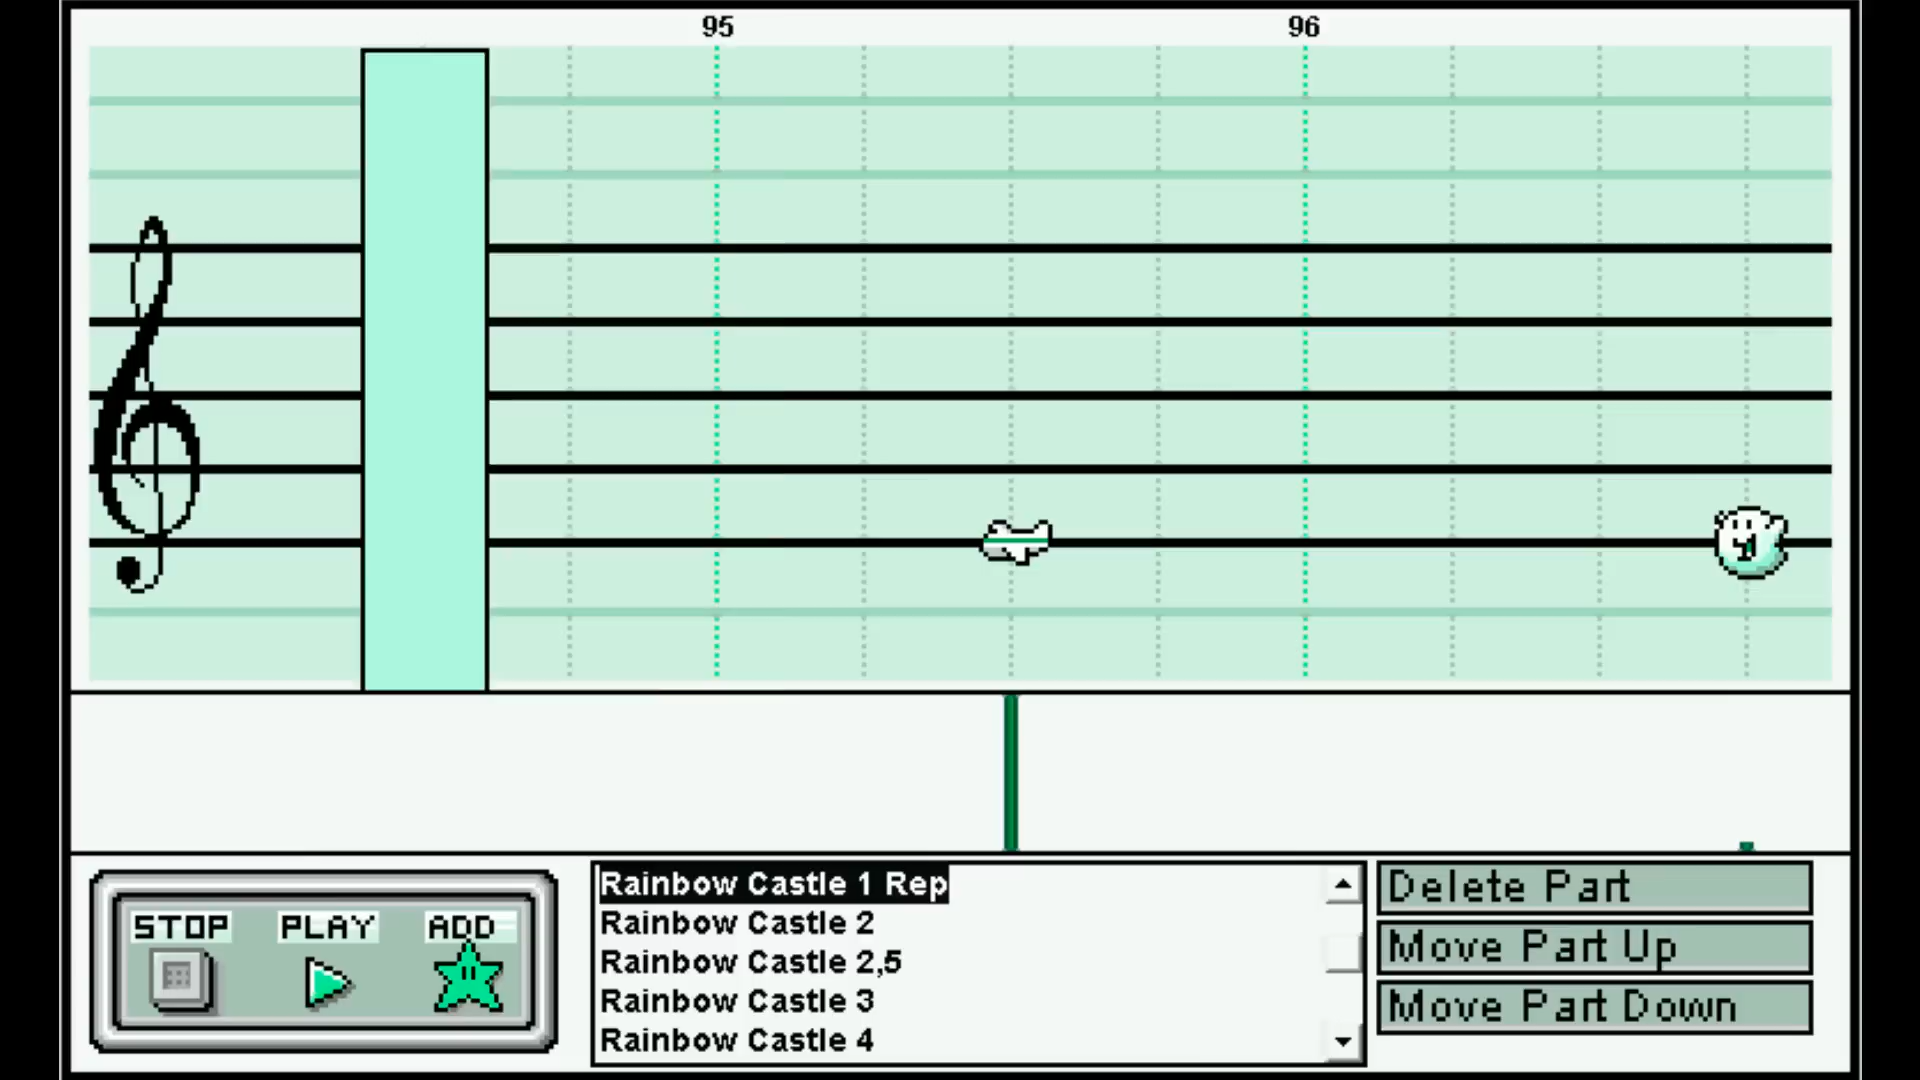 95 96
STOP PLAY ADD
Rainbow Castle 1 Rep
Rainbow Castle 2
Rainbow Castle 2,5
Rainbow Castle 3
Rainbow Castle 4
Delete Part
Move Part Up
Move Part Down